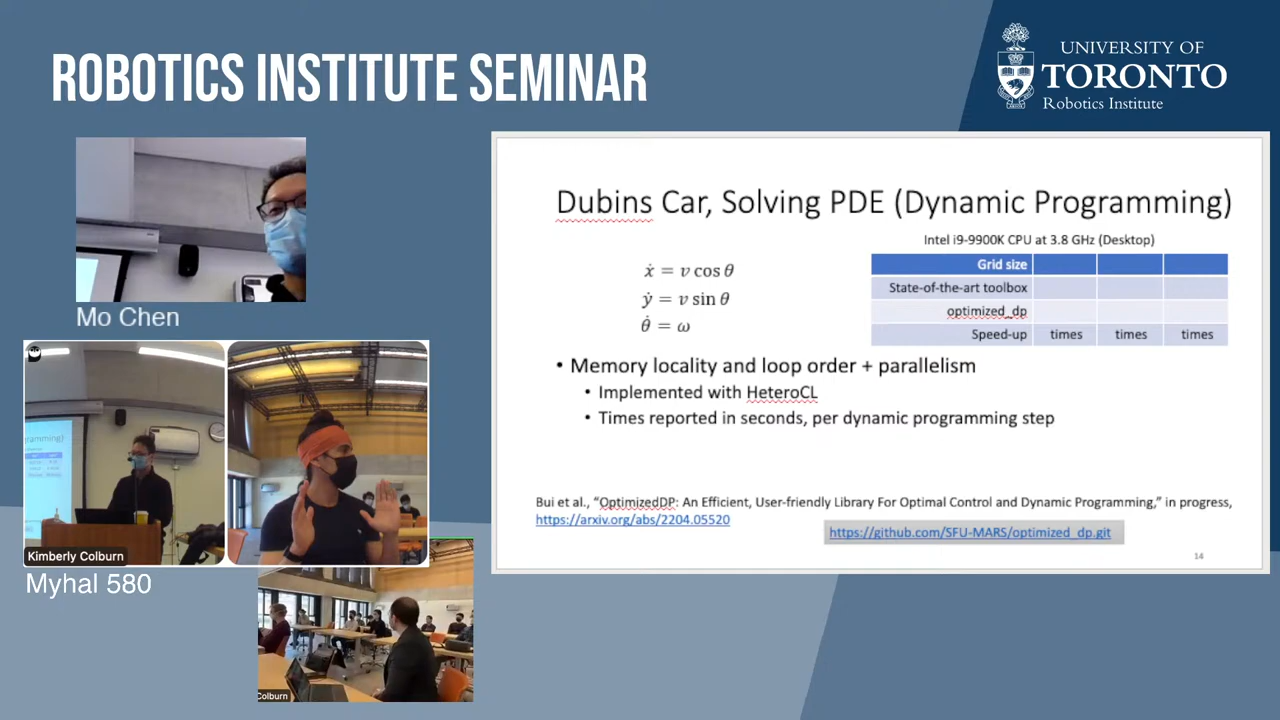 ROBOTICS INSTITUTE SEMINAR
UNIVERSITY OF
TORONTO
Robotics Institute
Mo Chen
Kimberly Colburn
Myhal 580
Colburn
Dubins Car, Solving PDE (Dynamic Programming)
Intel i9-9900K CPU at 3.8 GHz (Desktop)
ẋ = v cos θ
ẏ = v sin θ
θ̇ = ω
Grid size
State-of-the-art toolbox
optimized_dp
Speed-up times times times
• Memory locality and loop order + parallelism
• Implemented with HeteroCL
• Times reported in seconds, per dynamic programming step
Bui et al., “OptimizedDP: An Efficient, User-friendly Library For Optimal Control and Dynamic Programming,” in progress,
https://arxiv.org/abs/2204.05520
https://github.com/SFU-MARS/optimized_dp.git
14